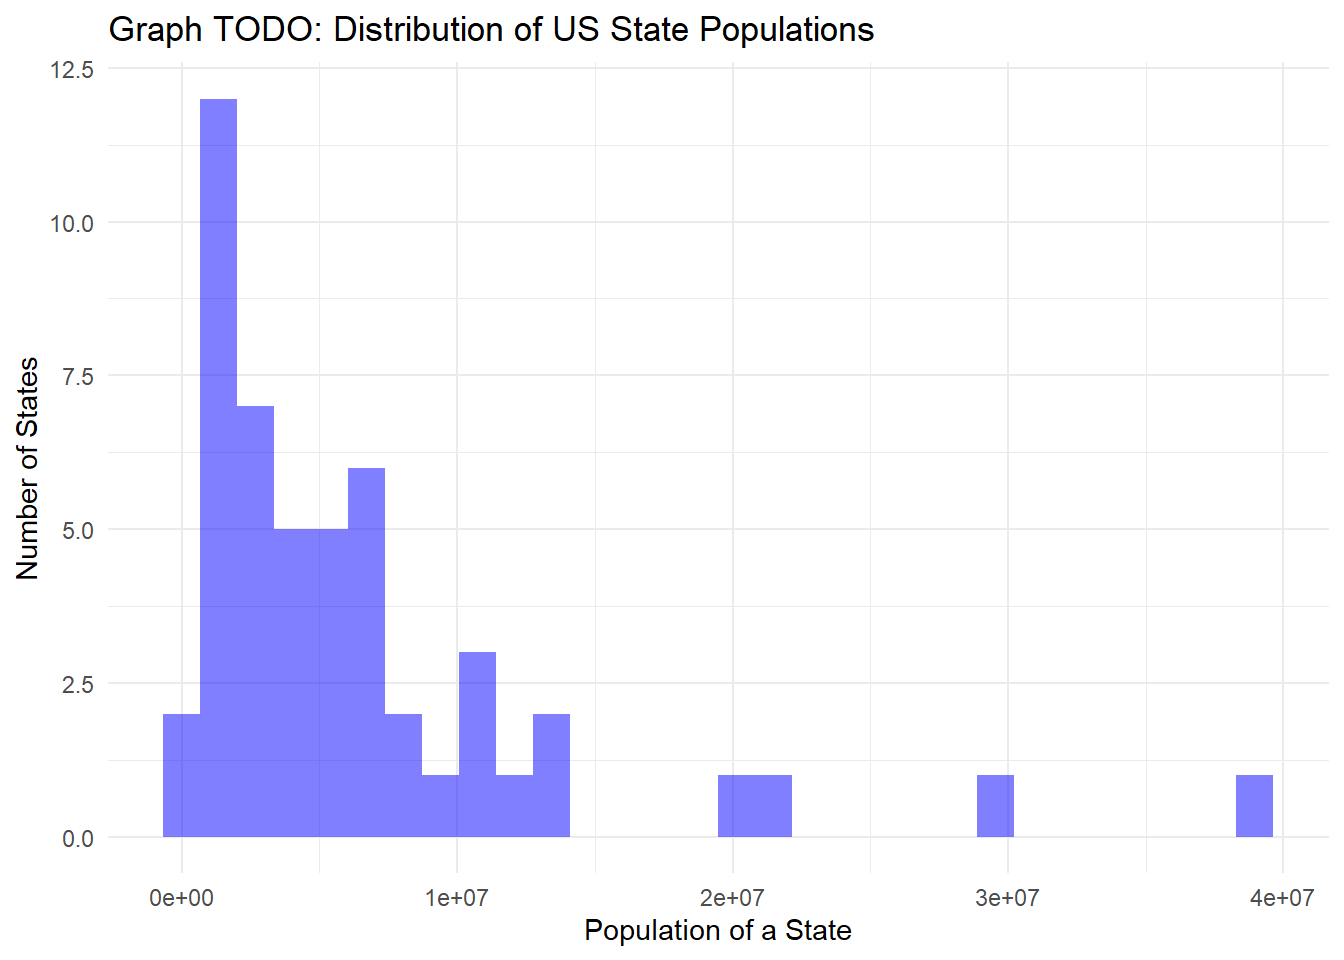 Graph TODO: Distribution of US State Populations
12.5
10.0
7.5
5.0
2.5
0.0
Number of States
0e+00 1e+07 2e+07 3e+07 4e+07
Population of a State